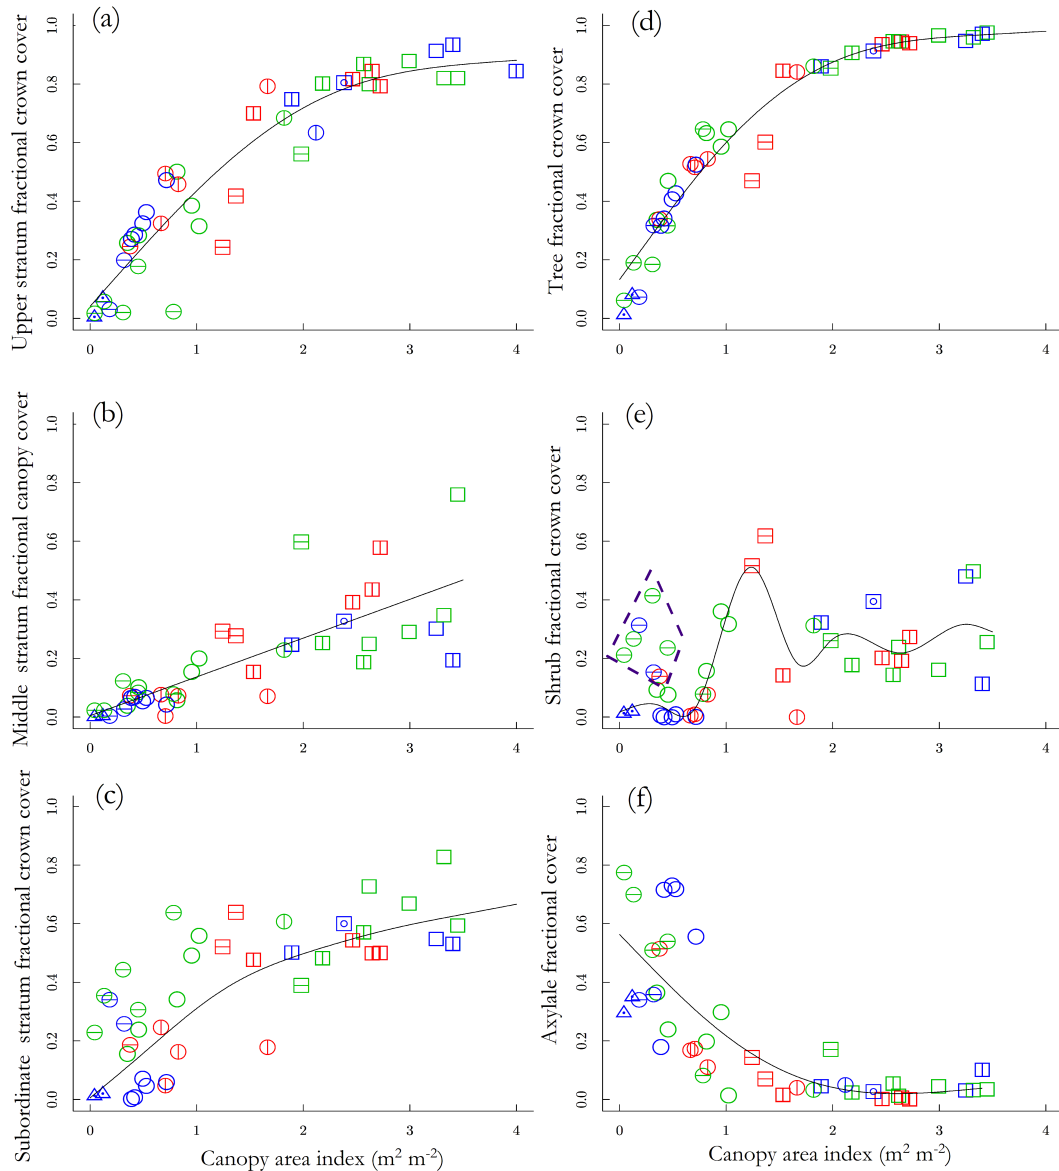 (a)
Upper stratum fractional crown cover
0.0 0.2 0.4 0.6 0.8 1.0
0 1 2 3 4
(d)
Tree fractional crown cover
0.0 0.2 0.4 0.6 0.8 1.0
0 1 2 3 4
(b)
Middle stratum fractional canopy cover
0.0 0.2 0.4 0.6 0.8 1.0
0 1 2 3 4
(e)
Shrub fractional crown cover
0.0 0.2 0.4 0.6 0.8 1.0
0 1 2 3 4
(c)
Subordinate stratum fractional crown cover
0.0 0.2 0.4 0.6 0.8 1.0
0 1 2 3 4
Canopy area index (m² m⁻²)
(f)
Axylale fractional cover
0.0 0.2 0.4 0.6 0.8 1.0
0 1 2 3 4
Canopy area index (m² m⁻²)